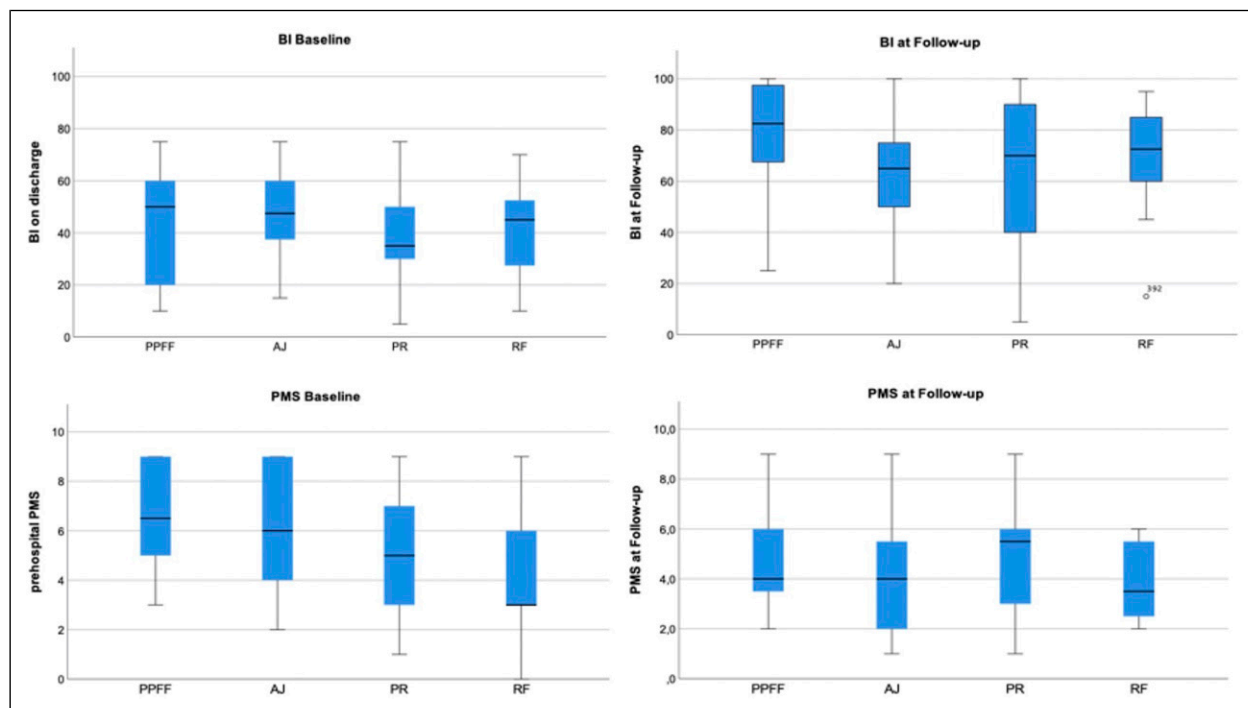 BI Baseline
BI on discharge
100
80
60
40
20
0
PPFF AJ PR RF
BI at Follow-up
BI at Follow-up
100
80
60
40
20
0
392
PPFF AJ PR RF
PMS Baseline
prehospital PMS
10
8
6
4
2
0
PPFF AJ PR RF
PMS at Follow-up
PMS at Follow-up
10,0
8,0
6,0
4,0
2,0
,0
PPFF AJ PR RF